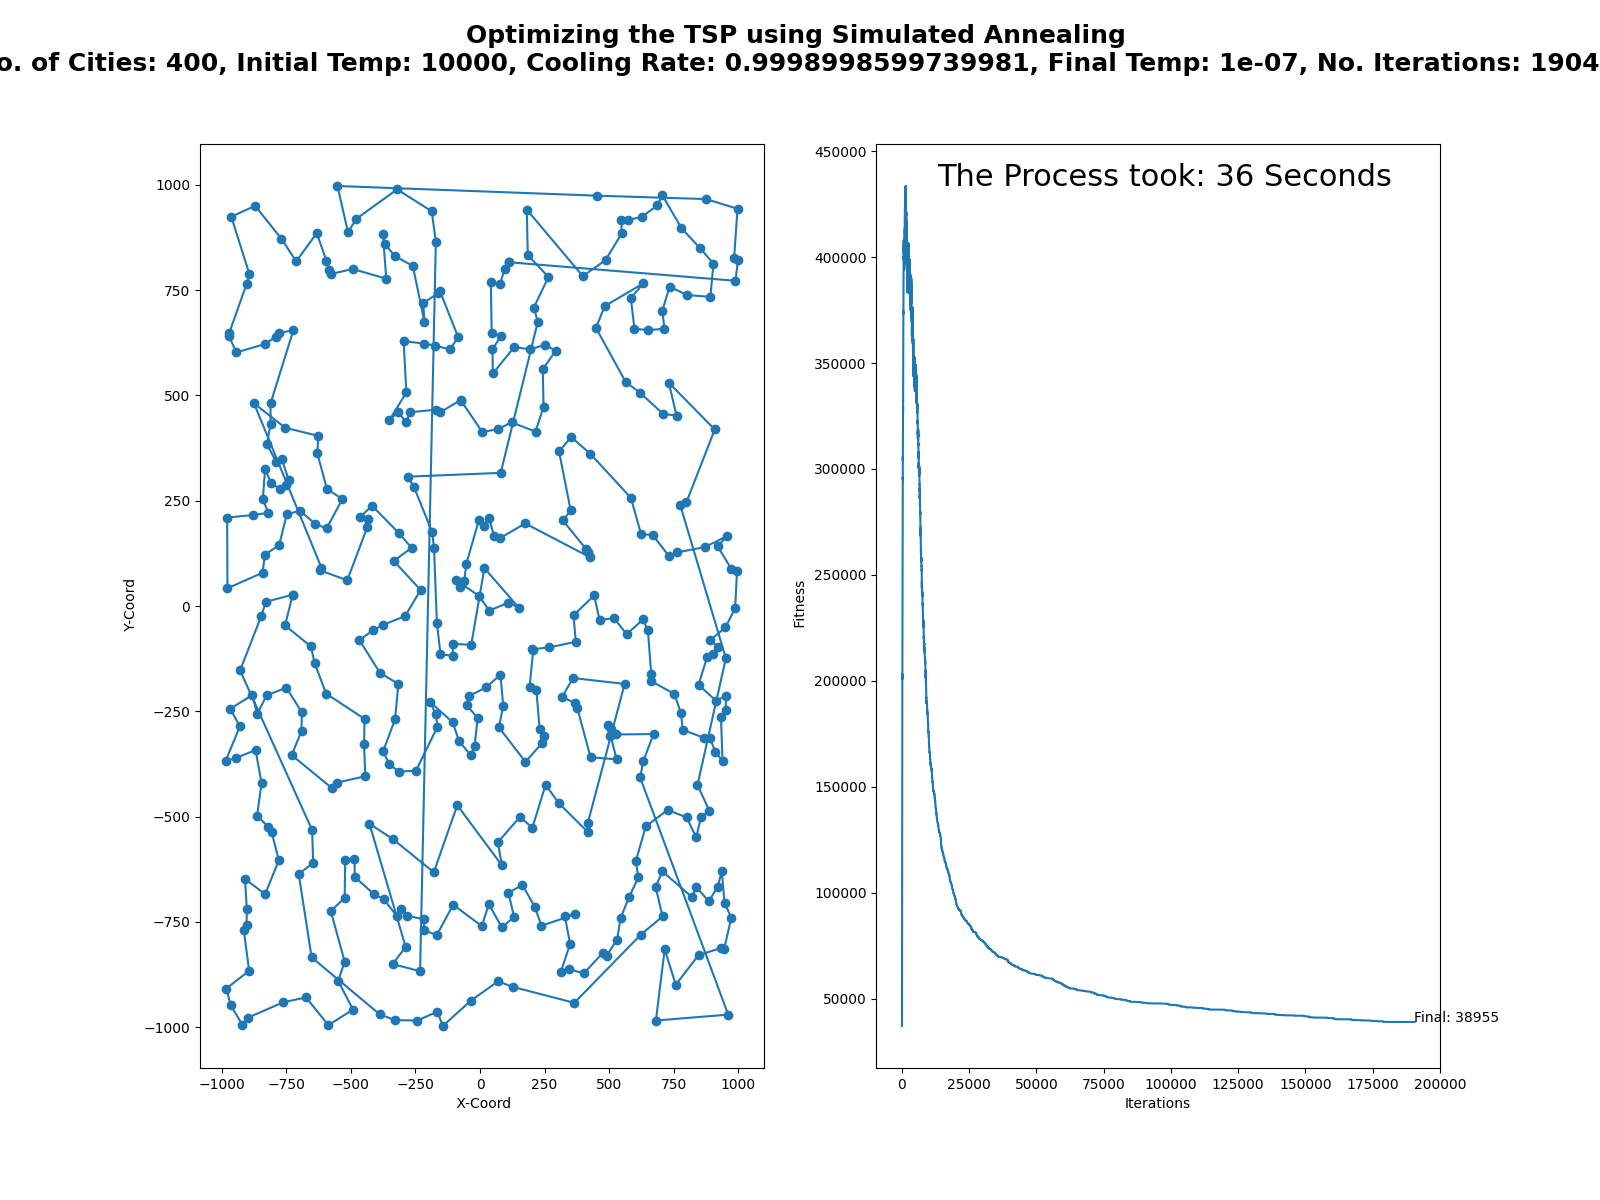 Optimizing the TSP using Simulated Annealing
o. of Cities: 400, Initial Temp: 10000, Cooling Rate: 0.9998998599739981, Final Temp: 1e-07, No. Iterations: 1904
1000
750
500
250
0
−250
−500
−750
−1000
Y-Coord
−1000 −750 −500 −250 0 250 500 750 1000
X-Coord
The Process took: 36 Seconds
450000
400000
350000
300000
250000
200000
150000
100000
50000
Fitness
Final: 38955
0 25000 50000 75000 100000 125000 150000 175000 200000
Iterations